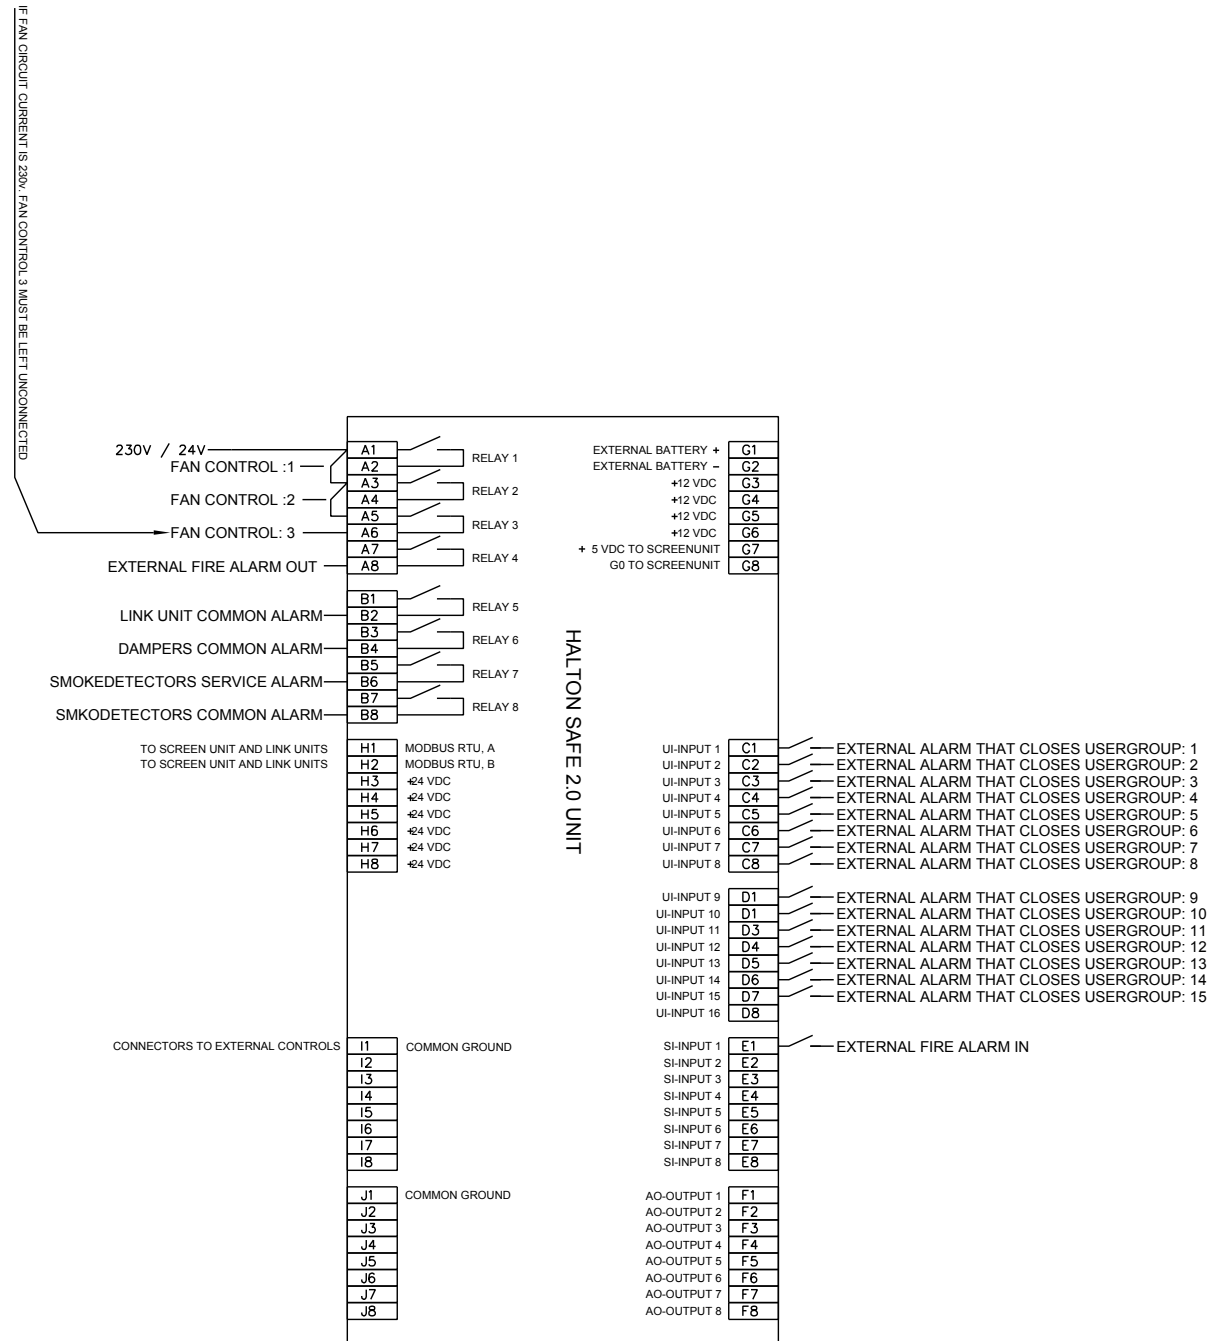 IF FAN CIRCUIT CURRENT IS 230v. FAN CONTROL 3 MUST BE LEFT UNCONNECTED
HALTON SAFE 2.0 UNIT
230V / 24V A1
FAN CONTROL :1 A2 RELAY 1
A3
FAN CONTROL :2 A4 RELAY 2
A5
FAN CONTROL: 3 A6 RELAY 3
A7
EXTERNAL FIRE ALARM OUT A8 RELAY 4
B1
LINK UNIT COMMON ALARM B2 RELAY 5
B3
DAMPERS COMMON ALARM B4 RELAY 6
B5
SMOKEDETECTORS SERVICE ALARM B6 RELAY 7
B7
SMKODETECTORS COMMON ALARM B8 RELAY 8
TO SCREEN UNIT AND LINK UNITS H1 MODBUS RTU, A
TO SCREEN UNIT AND LINK UNITS H2 MODBUS RTU, B
H3 +24 VDC
H4 +24 VDC
H5 +24 VDC
H6 +24 VDC
H7 +24 VDC
H8 +24 VDC
CONNECTORS TO EXTERNAL CONTROLS I1 COMMON GROUND
I2
I3
I4
I5
I6
I7
I8
J1 COMMON GROUND
J2
J3
J4
J5
J6
J7
J8
EXTERNAL BATTERY + G1
EXTERNAL BATTERY - G2
+12 VDC G3
+12 VDC G4
+12 VDC G5
+12 VDC G6
+ 5 VDC TO SCREENUNIT G7
G0 TO SCREENUNIT G8
UI-INPUT 1 C1 EXTERNAL ALARM THAT CLOSES USERGROUP: 1
UI-INPUT 2 C2 EXTERNAL ALARM THAT CLOSES USERGROUP: 2
UI-INPUT 3 C3 EXTERNAL ALARM THAT CLOSES USERGROUP: 3
UI-INPUT 4 C4 EXTERNAL ALARM THAT CLOSES USERGROUP: 4
UI-INPUT 5 C5 EXTERNAL ALARM THAT CLOSES USERGROUP: 5
UI-INPUT 6 C6 EXTERNAL ALARM THAT CLOSES USERGROUP: 6
UI-INPUT 7 C7 EXTERNAL ALARM THAT CLOSES USERGROUP: 7
UI-INPUT 8 C8 EXTERNAL ALARM THAT CLOSES USERGROUP: 8
UI-INPUT 9 D1 EXTERNAL ALARM THAT CLOSES USERGROUP: 9
UI-INPUT 10 D1 EXTERNAL ALARM THAT CLOSES USERGROUP: 10
UI-INPUT 11 D3 EXTERNAL ALARM THAT CLOSES USERGROUP: 11
UI-INPUT 12 D4 EXTERNAL ALARM THAT CLOSES USERGROUP: 12
UI-INPUT 13 D5 EXTERNAL ALARM THAT CLOSES USERGROUP: 13
UI-INPUT 14 D6 EXTERNAL ALARM THAT CLOSES USERGROUP: 14
UI-INPUT 15 D7 EXTERNAL ALARM THAT CLOSES USERGROUP: 15
UI-INPUT 16 D8
SI-INPUT 1 E1 EXTERNAL FIRE ALARM IN
SI-INPUT 2 E2
SI-INPUT 3 E3
SI-INPUT 4 E4
SI-INPUT 5 E5
SI-INPUT 6 E6
SI-INPUT 7 E7
SI-INPUT 8 E8
AO-OUTPUT 1 F1
AO-OUTPUT 2 F2
AO-OUTPUT 3 F3
AO-OUTPUT 4 F4
AO-OUTPUT 5 F5
AO-OUTPUT 6 F6
AO-OUTPUT 7 F7
AO-OUTPUT 8 F8